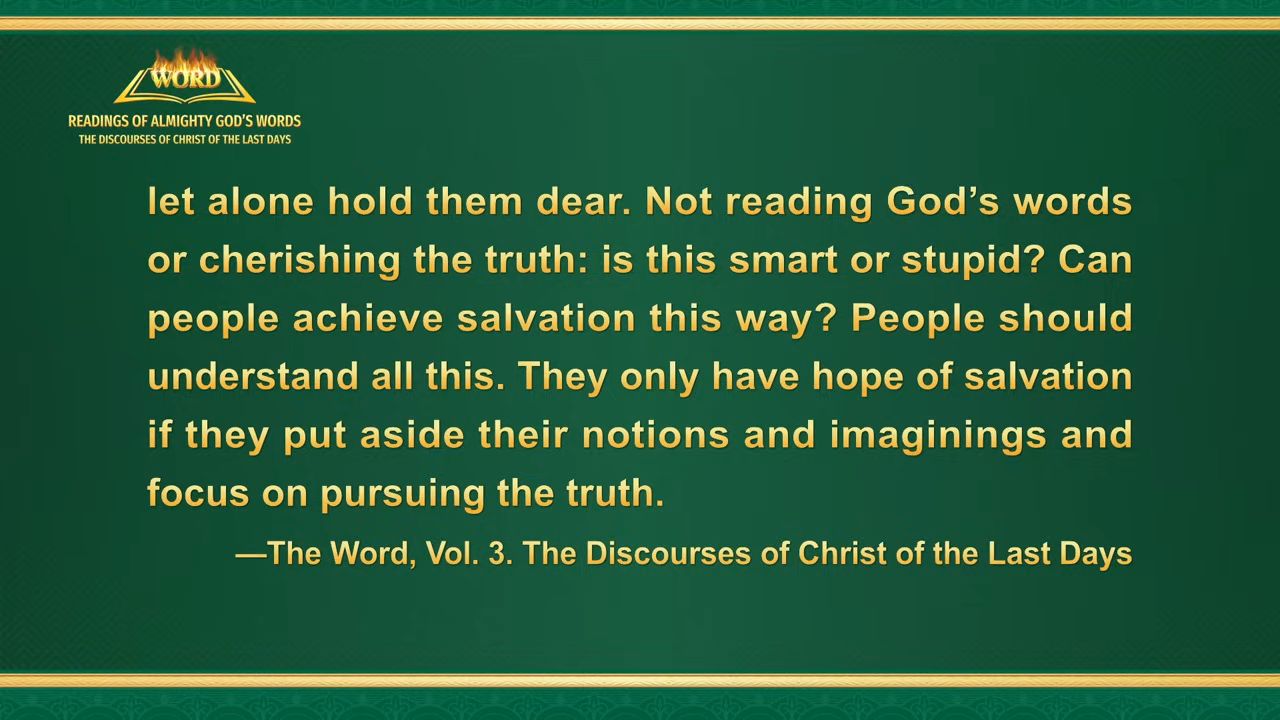 WORD
READINGS OF ALMIGHTY GOD'S WORDS
THE DISCOURSES OF CHRIST OF THE LAST DAYS
let alone hold them dear. Not reading God’s words
or cherishing the truth: is this smart or stupid? Can
people achieve salvation this way? People should
understand all this. They only have hope of salvation
if they put aside their notions and imaginings and
focus on pursuing the truth.
—The Word, Vol. 3. The Discourses of Christ of the Last Days